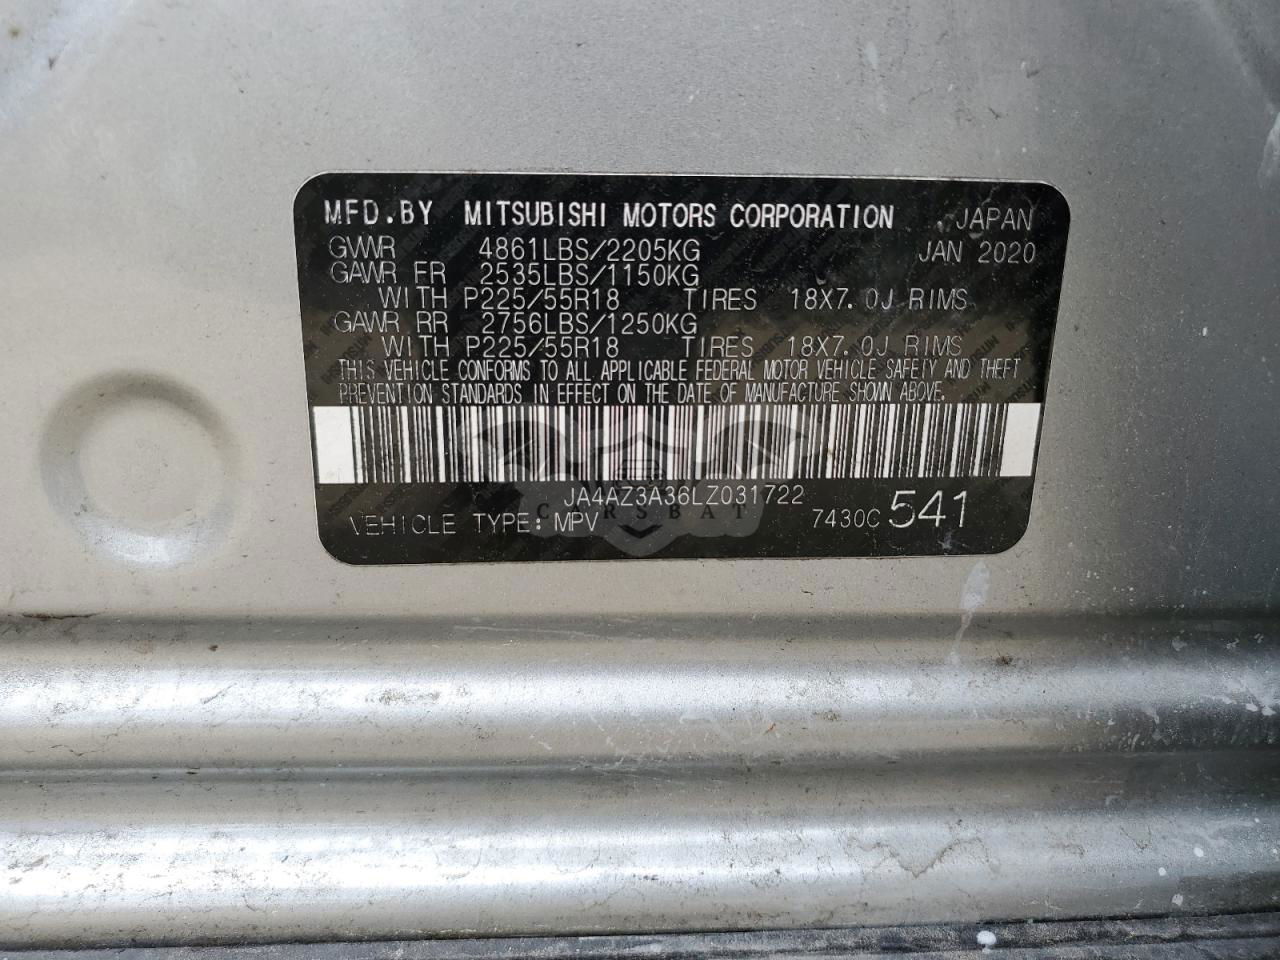 MFD.BY MITSUBISHI MOTORS CORPORATION JAPAN
GVWR 4861LBS/2205KG JAN 2020
GAWR FR 2535LBS/1150KG
WITH P225/55R18 TIRES 18X7.0J RIMS
GAWR RR 2756LBS/1250KG
WITH P225/55R18 TIRES 18X7.0J RIMS
THIS VEHICLE CONFORMS TO ALL APPLICABLE FEDERAL MOTOR VEHICLE SAFETY AND THEFT
PREVENTION STANDARDS IN EFFECT ON THE DATE OF MANUFACTURE SHOWN ABOVE.
JA4AZ3A36LZ031722
CARSBAT
VEHICLE TYPE: MPV 7430C 541